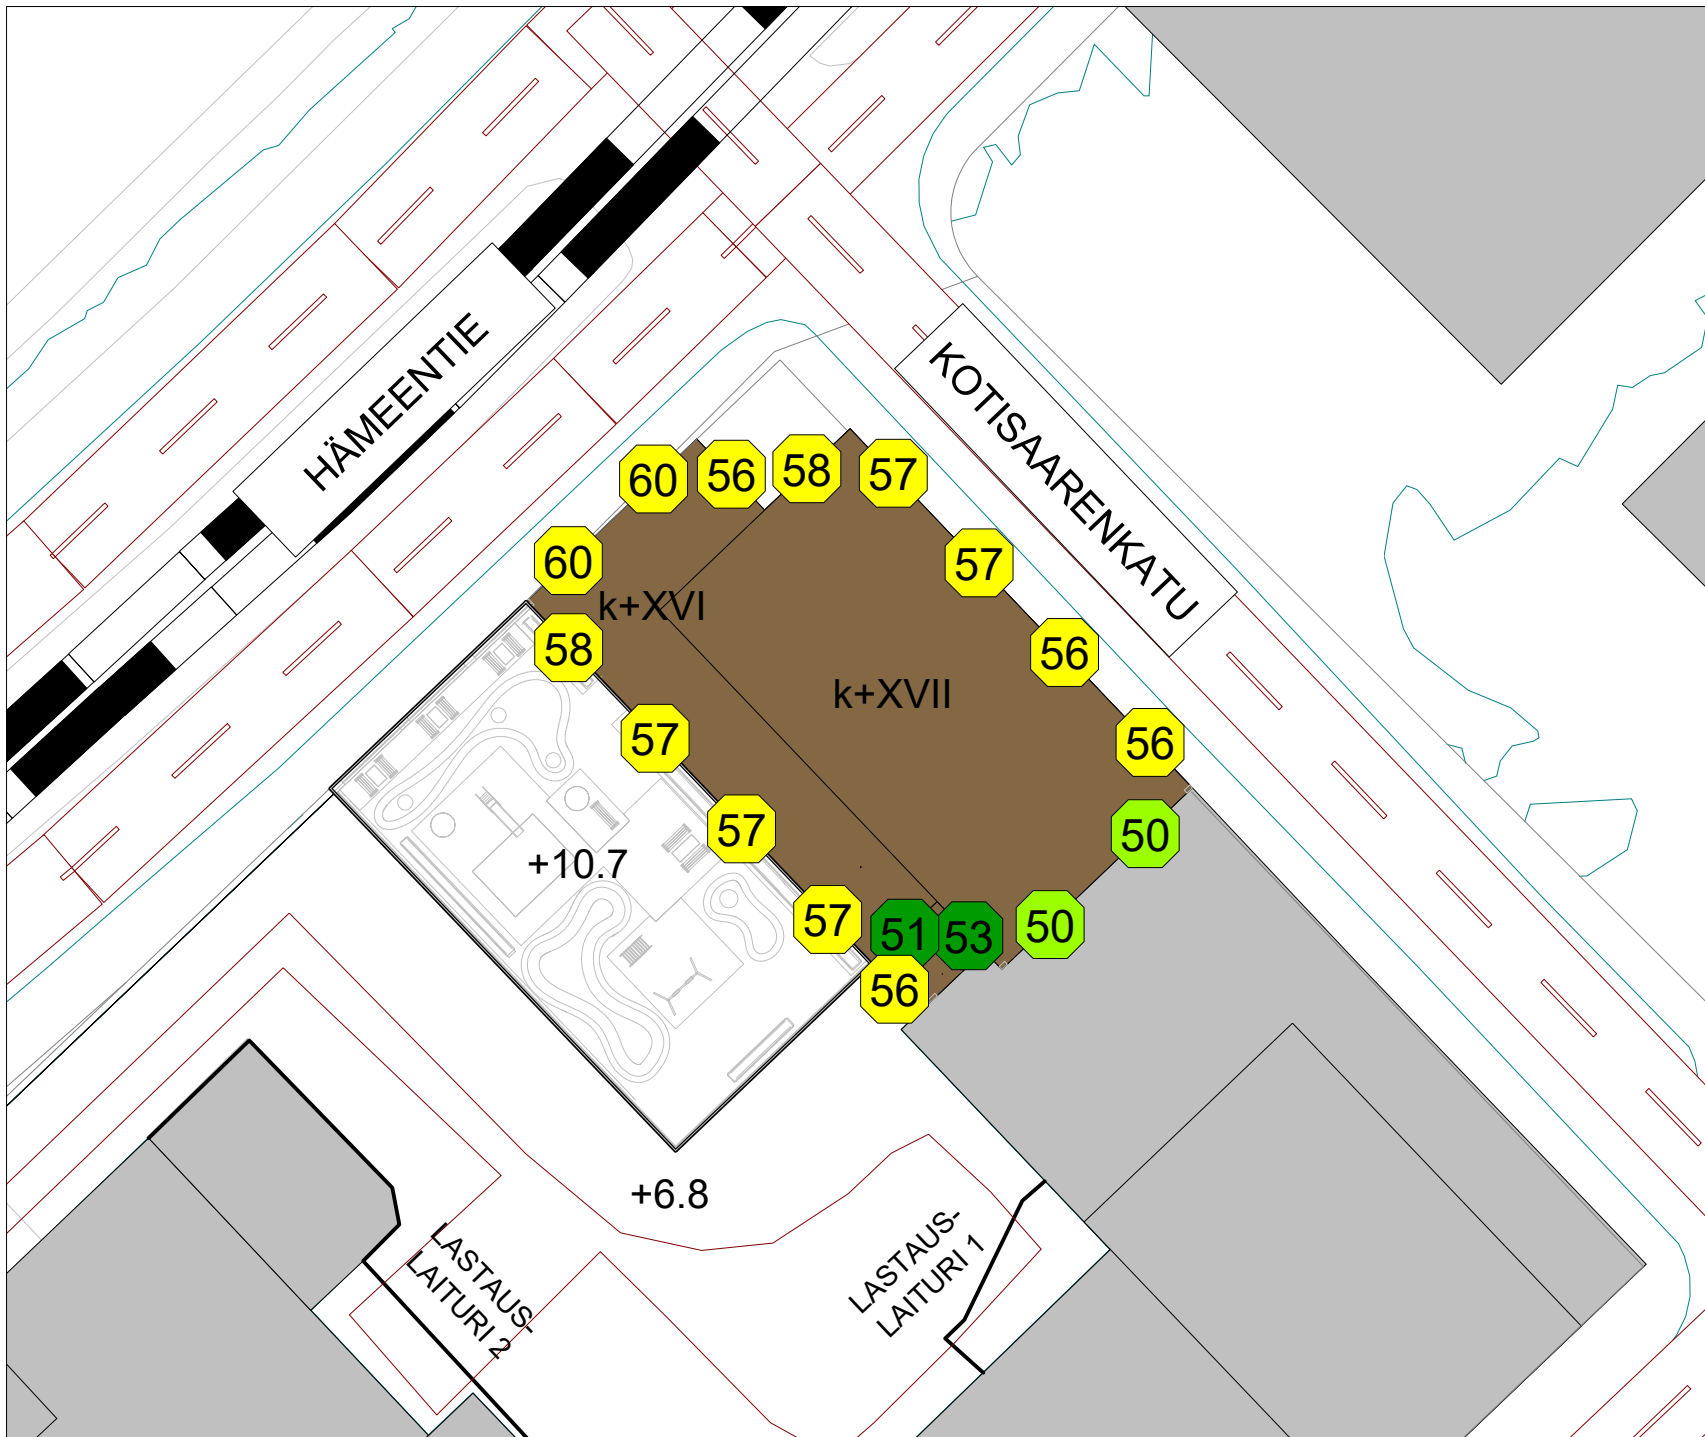 HÄMEENTIE
KOTISAARENKATU
60
56
58
57
60
57
k+XVI
58
56
k+XVII
57
56
57
50
+10.7
57
51
53
50
56
+6.8
LASTAUS-
LAITURI 2
LASTAUS-
LAITURI 1